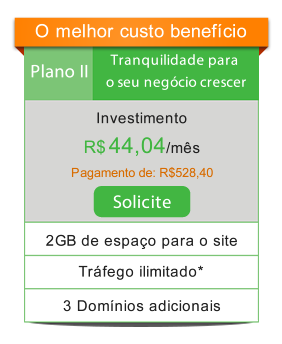 O melhor custo benefício
Plano II
Tranquilidade para
o seu negócio crescer
Investimento
R$ 44,04/mês
Pagamento de: R$528,40
Solicite
2GB de espaço para o site
Tráfego ilimitado*
3 Domínios adicionais